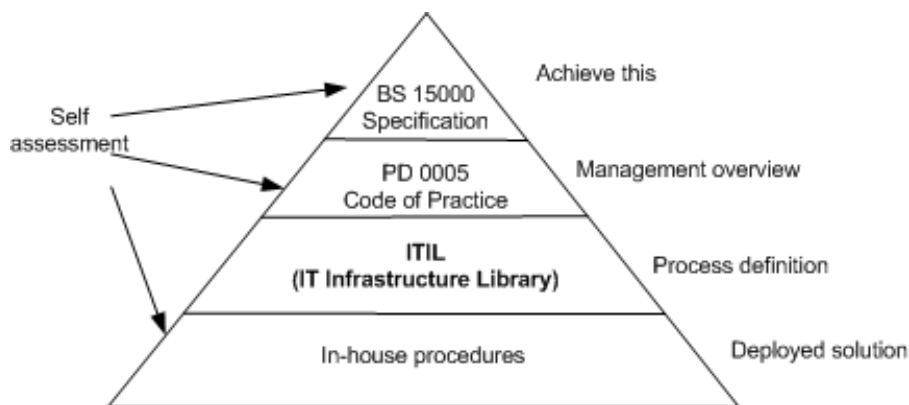 Achieve this
BS 15000
Specification
Self
assessment
Management overview
PD 0005
Code of Practice
ITIL
(IT Infrastructure Library)
Process definition
In-house procedures
Deployed solution